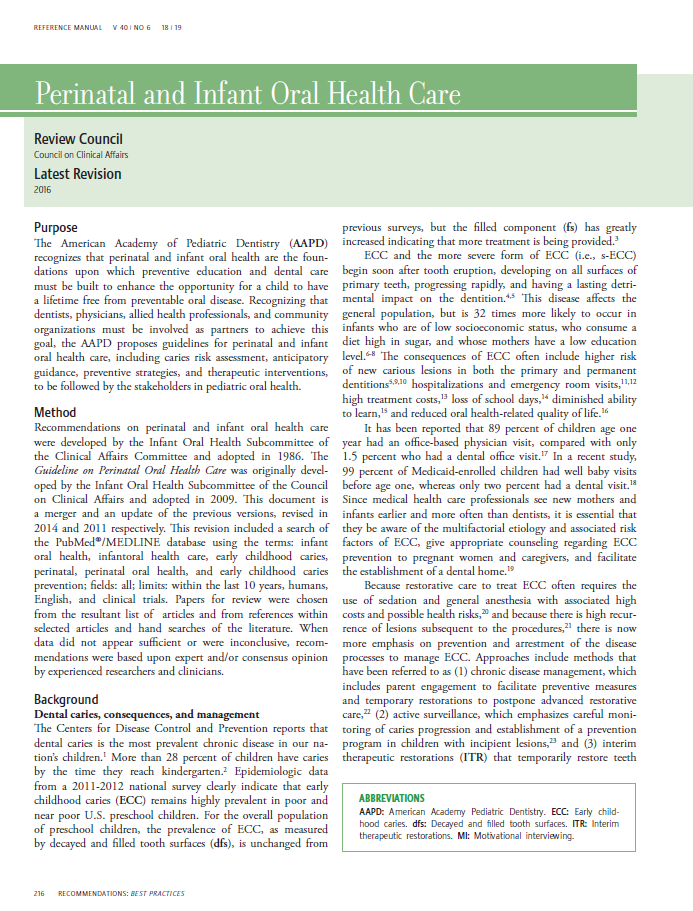 REFERENCE MANUAL V 40 / NO 6 18 / 19
Perinatal and Infant Oral Health Care
Review Council
Council on Clinical Affairs
Latest Revision
2016
Purpose
The American Academy of Pediatric Dentistry (AAPD)
recognizes that perinatal and infant oral health are the foun-
dations upon which preventive education and dental care
must be built to enhance the opportunity for a child to have
a lifetime free from preventable oral disease. Recognizing that
dentists, physicians, allied health professionals, and community
organizations must be involved as partners to achieve this
goal, the AAPD proposes guidelines for perinatal and infant
oral health care, including caries risk assessment, anticipatory
guidance, preventive strategies, and therapeutic interventions,
to be followed by the stakeholders in pediatric oral health.
Method
Recommendations on perinatal and infant oral health care
were developed by the Infant Oral Health Subcommittee of
the Clinical Affairs Committee and adopted in 1986. The
Guideline on Perinatal Oral Health Care was originally devel-
oped by the Infant Oral Health Subcommittee of the Council
on Clinical Affairs and adopted in 2009. This document is
a merger and an update of the previous versions, revised in
2014 and 2011 respectively. This revision included a search of
the PubMed®/MEDLINE database using the terms: infant
oral health, infantoral health care, early childhood caries,
perinatal, perinatal oral health, and early childhood caries
prevention; fields: all; limits: within the last 10 years, humans,
English, and clinical trials. Papers for review were chosen
from the resultant list of articles and from references within
selected articles and hand searches of the literature. When
data did not appear sufficient or were inconclusive, recom-
mendations were based upon expert and/or consensus opinion
by experienced researchers and clinicians.
Background
Dental caries, consequences, and management
The Centers for Disease Control and Prevention reports that
dental caries is the most prevalent chronic disease in our na-
tion's children.1 More than 28 percent of children have caries
by the time they reach kindergarten.2 Epidemiologic data
from a 2011-2012 national survey clearly indicate that early
childhood caries (ECC) remains highly prevalent in poor and
near poor U.S. preschool children. For the overall population
of preschool children, the prevalence of ECC, as measured
by decayed and filled tooth surfaces (dfs), is unchanged from
previous surveys, but the filled component (fs) has greatly
increased indicating that more treatment is being provided.3
ECC and the more severe form of ECC (i.e., s-ECC)
begin soon after tooth eruption, developing on all surfaces of
primary teeth, progressing rapidly, and having a lasting detri-
mental impact on the dentition.4,5 This disease affects the
general population, but is 32 times more likely to occur in
infants who are of low socioeconomic status, who consume a
diet high in sugar, and whose mothers have a low education
level.6-8 The consequences of ECC often include higher risk
of new carious lesions in both the primary and permanent
dentitions5,9,10 hospitalizations and emergency room visits,11,12
high treatment costs,13 loss of school days,14 diminished ability
to learn,15 and reduced oral health-related quality of life.16
It has been reported that 89 percent of children age one
year had an office-based physician visit, compared with only
1.5 percent who had a dental office visit.17 In a recent study,
99 percent of Medicaid-enrolled children had well baby visits
before age one, whereas only two percent had a dental visit.18
Since medical health care professionals see new mothers and
infants earlier and more often than dentists, it is essential that
they be aware of the multifactorial etiology and associated risk
factors of ECC, give appropriate counseling regarding ECC
prevention to pregnant women and caregivers, and facilitate
the establishment of a dental home.19
Because restorative care to treat ECC often requires the
use of sedation and general anesthesia with associated high
costs and possible health risks,20 and because there is high recur-
rence of lesions subsequent to the procedures,21 there is now
more emphasis on prevention and arrestment of the disease
processes to manage ECC. Approaches include methods that
have been referred to as (1) chronic disease management, which
includes parent engagement to facilitate preventive measures
and temporary restorations to postpone advanced restorative
care,22 (2) active surveillance, which emphasizes careful moni-
toring of caries progression and establishment of a prevention
program in children with incipient lesions,23 and (3) interim
therapeutic restorations (ITR) that temporarily restore teeth
ABBREVIATIONS
AAPD: American Academy Pediatric Dentistry. ECC: Early child-
hood caries. dfs: Decayed and filled tooth surfaces. ITR: Interim
therapeutic restorations. MI: Motivational interviewing.
216 RECOMMENDATIONS: BEST PRACTICES